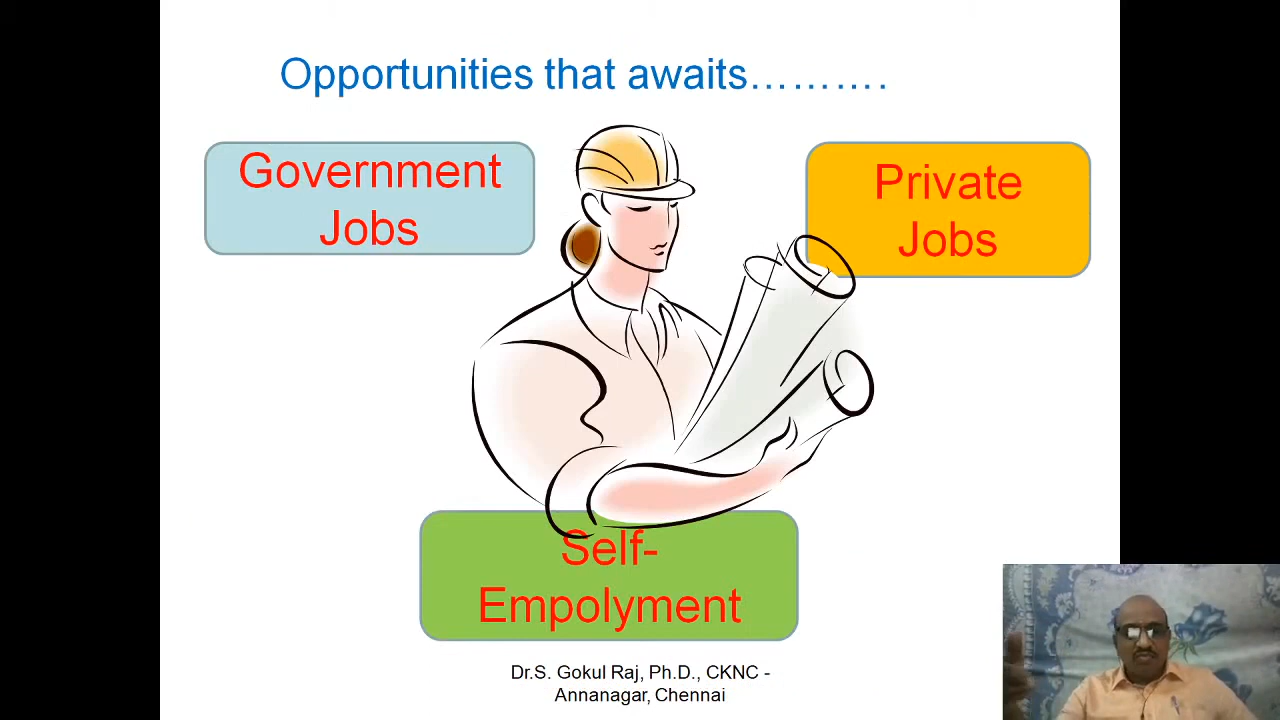 Opportunities that awaits……….
Government
Jobs
Private
Jobs
Self-
Empolyment
Dr.S. Gokul Raj, Ph.D., CKNC -
Annanagar, Chennai